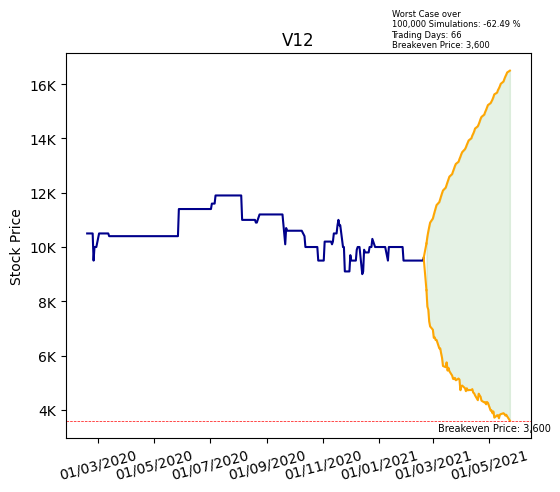 Worst Case over
100,000 Simulations: -62.49 %
Trading Days: 66
Breakeven Price: 3,600
V12
Stock Price
16K
14K
12K
10K
8K
6K
4K
Breakeven Price: 3,600
01/03/2020
01/05/2020
01/07/2020
01/09/2020
01/11/2020
01/01/2021
01/03/2021
01/05/2021